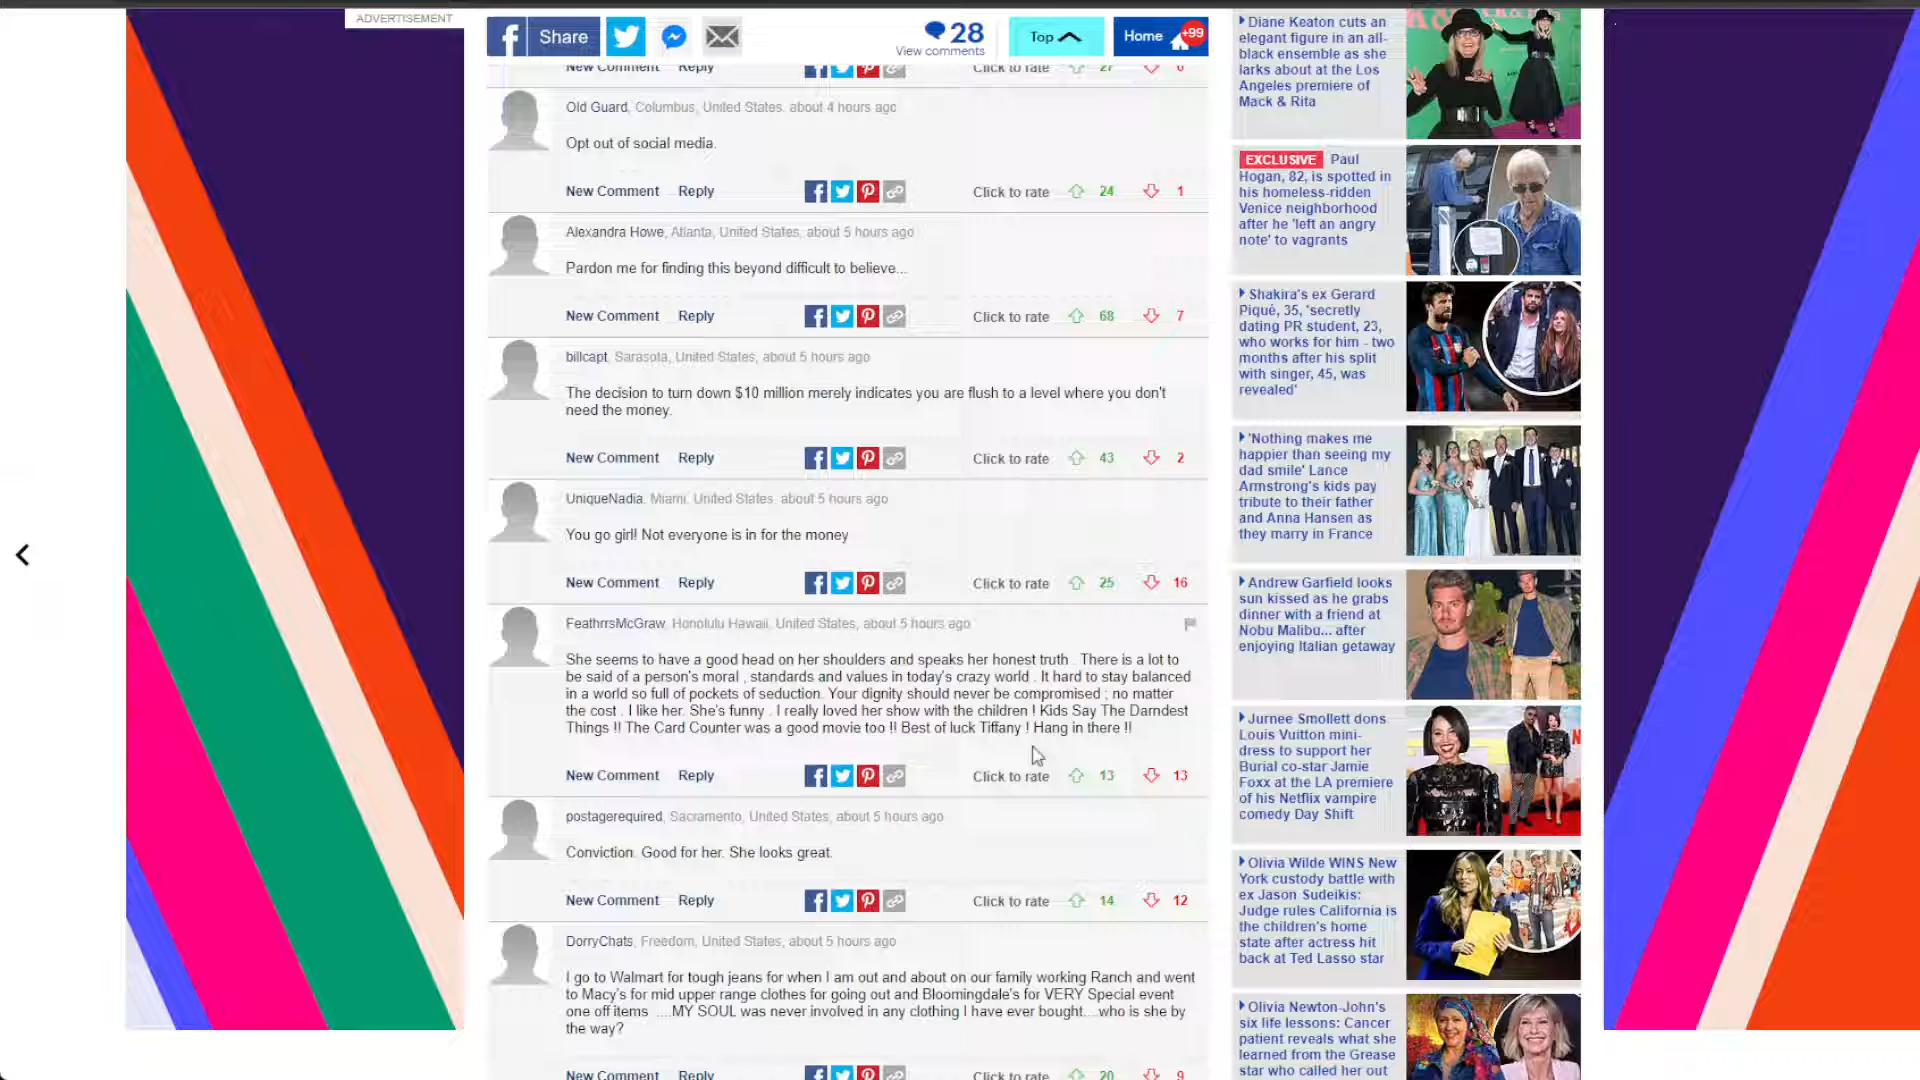 ADVERTISEMENT
Share
28
View comments
Top
Home
+99
New Comment Reply
Click to rate 27 6
Old Guard, Columbus, United States, about 4 hours ago
Opt out of social media.
New Comment Reply
Click to rate 24 1
Alexandra Howe, Atlanta, United States, about 5 hours ago
Pardon me for finding this beyond difficult to believe...
New Comment Reply
Click to rate 68 7
billcapt, Sarasota, United States, about 5 hours ago
The decision to turn down $10 million merely indicates you are flush to a level where you don't
need the money.
New Comment Reply
Click to rate 43 2
UniqueNadia, Miami, United States, about 5 hours ago
You go girl! Not everyone is in for the money
New Comment Reply
Click to rate 25 16
FeathrrsMcGraw, Honolulu Hawaii, United States, about 5 hours ago
She seems to have a good head on her shoulders and speaks her honest truth . There is a lot to
be said of a person's moral , standards and values in today's crazy world . It hard to stay balanced
in a world so full of pockets of seduction. Your dignity should never be compromised ; no matter
the cost . I like her. She's funny . I really loved her show with the children ! Kids Say The Darndest
Things !! The Card Counter was a good movie too !! Best of luck Tiffany ! Hang in there !!
New Comment Reply
Click to rate 13 13
postagerequired, Sacramento, United States, about 5 hours ago
Conviction. Good for her. She looks great.
New Comment Reply
Click to rate 14 12
DorryChats, Freedom, United States, about 5 hours ago
I go to Walmart for tough jeans for when I am out and about on our family working Ranch and went
to Macy's for mid upper range clothes for going out and Bloomingdale's for VERY Special event
one off items ....MY SOUL was never involved in any clothing I have ever bought....who is she by
the way?
New Comment Reply
Click to rate 20 9
Diane Keaton cuts an
elegant figure in an all-
black ensemble as she
larks about at the Los
Angeles premiere of
Mack & Rita
EXCLUSIVE Paul
Hogan, 82, is spotted in
his homeless-ridden
Venice neighborhood
after he 'left an angry
note' to vagrants
Shakira's ex Gerard
Piqué, 35, 'secretly
dating PR student, 23,
who works for him - two
months after his split
with singer, 45, was
revealed'
'Nothing makes me
happier than seeing my
dad smile' Lance
Armstrong's kids pay
tribute to their father
and Anna Hansen as
they marry in France
Andrew Garfield looks
sun kissed as he grabs
dinner with a friend at
Nobu Malibu... after
enjoying Italian getaway
Jurnee Smollett dons
Louis Vuitton mini-
dress to support her
Burial co-star Jamie
Foxx at the LA premiere
of his Netflix vampire
comedy Day Shift
Olivia Wilde WINS New
York custody battle with
ex Jason Sudeikis:
Judge rules California is
the children's home
state after actress hit
back at Ted Lasso star
Olivia Newton-John's
six life lessons: Cancer
patient reveals what she
learned from the Grease
star who called her out